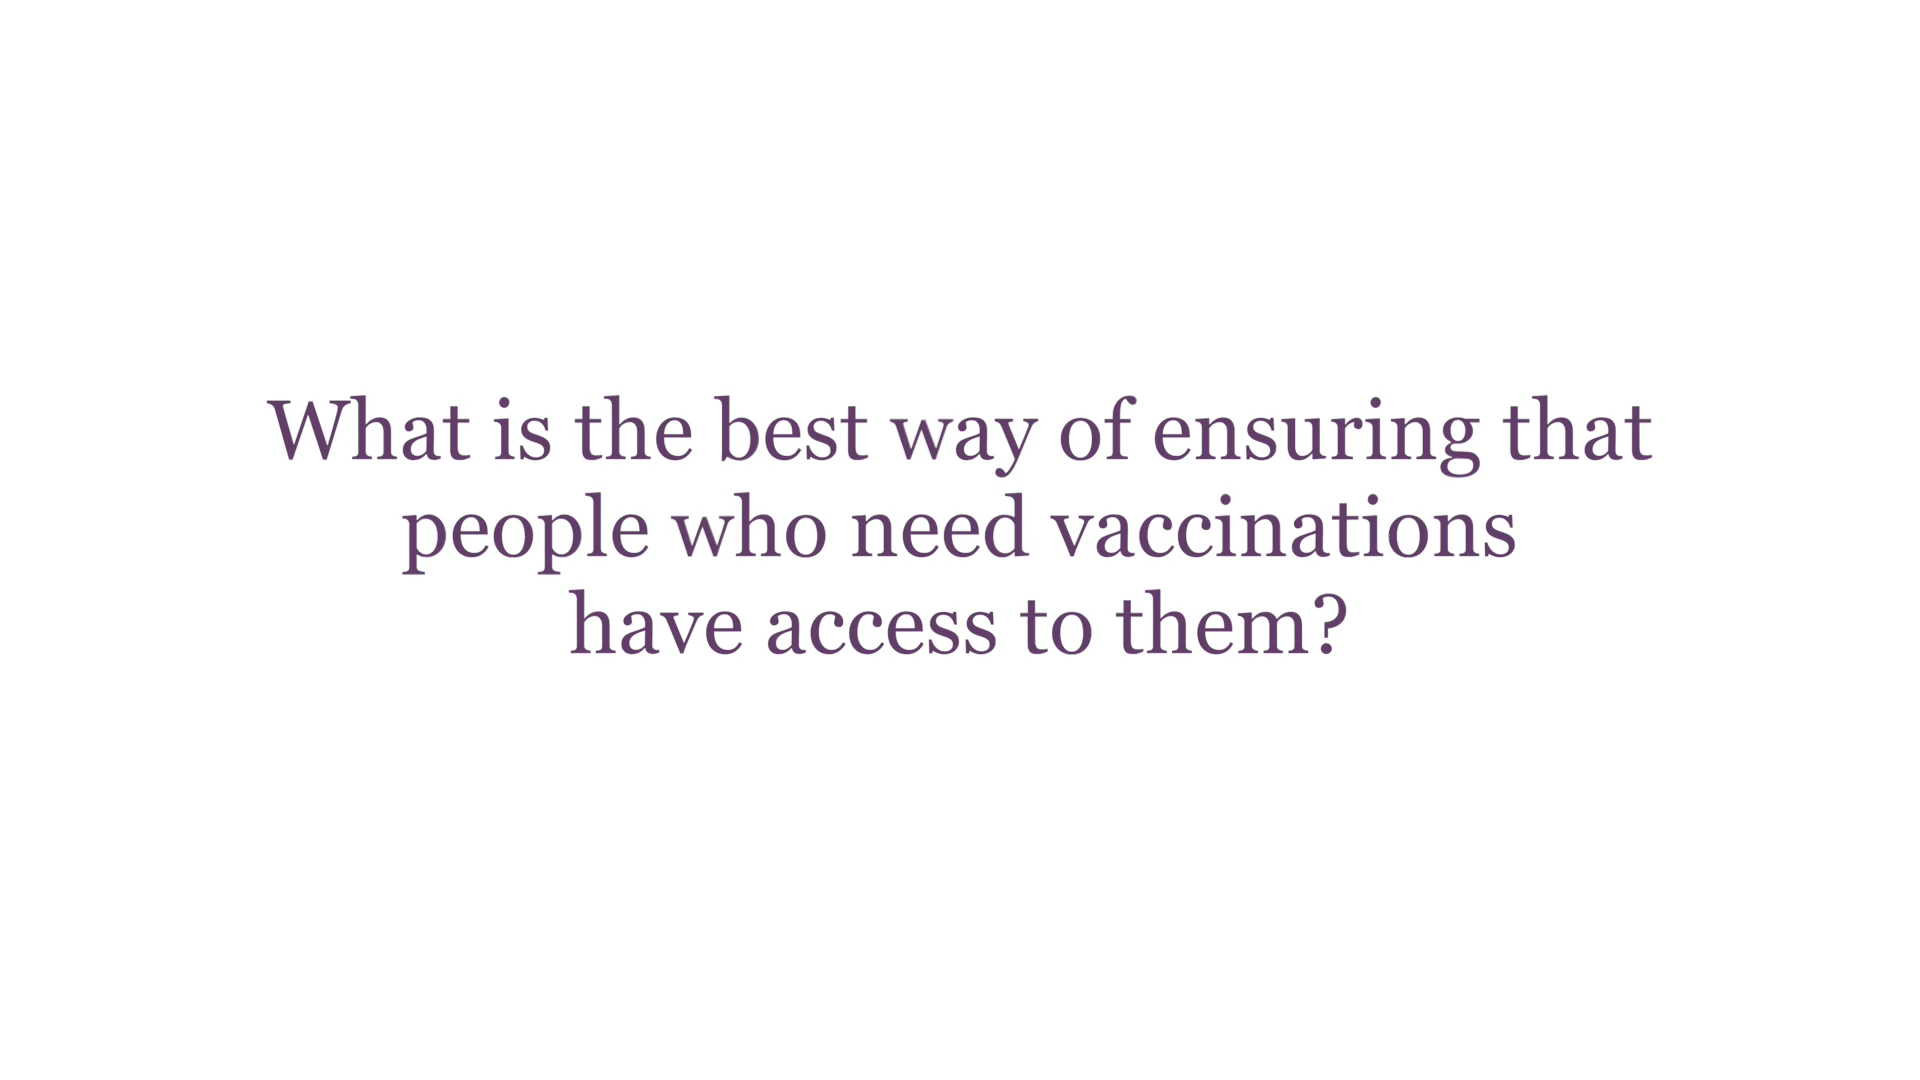 What is the best way of ensuring that
people who need vaccinations
have access to them?